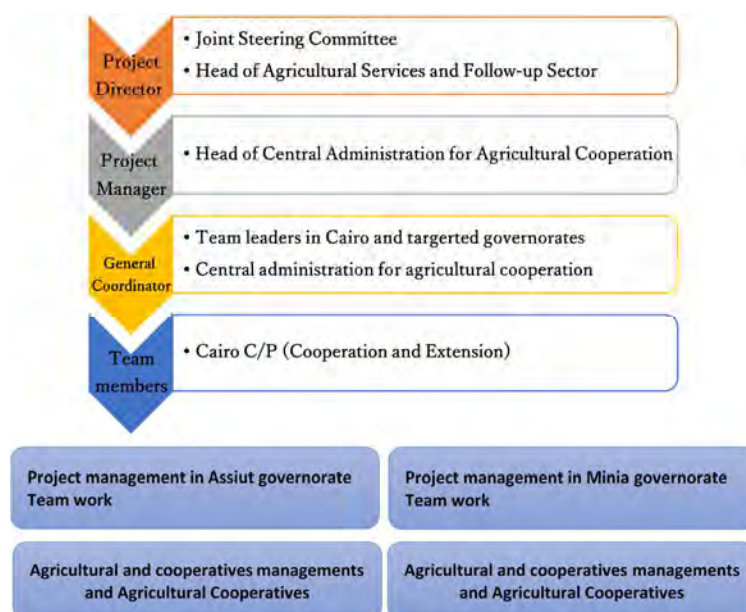 Project
Director
• Joint Steering Committee
• Head of Agricultural Services and Follow-up Sector
Project
Manager
• Head of Central Administration for Agricultural Cooperation
General
Coordinator
• Team leaders in Cairo and targerted governorates
• Central administration for agricultural cooperation
Team
members
• Cairo C/P (Cooperation and Extension)
Project management in Assiut governorate
Team work
Project management in Minia governorate
Team work
Agricultural and cooperatives managements
and Agricultural Cooperatives
Agricultural and cooperatives managements
and Agricultural Cooperatives